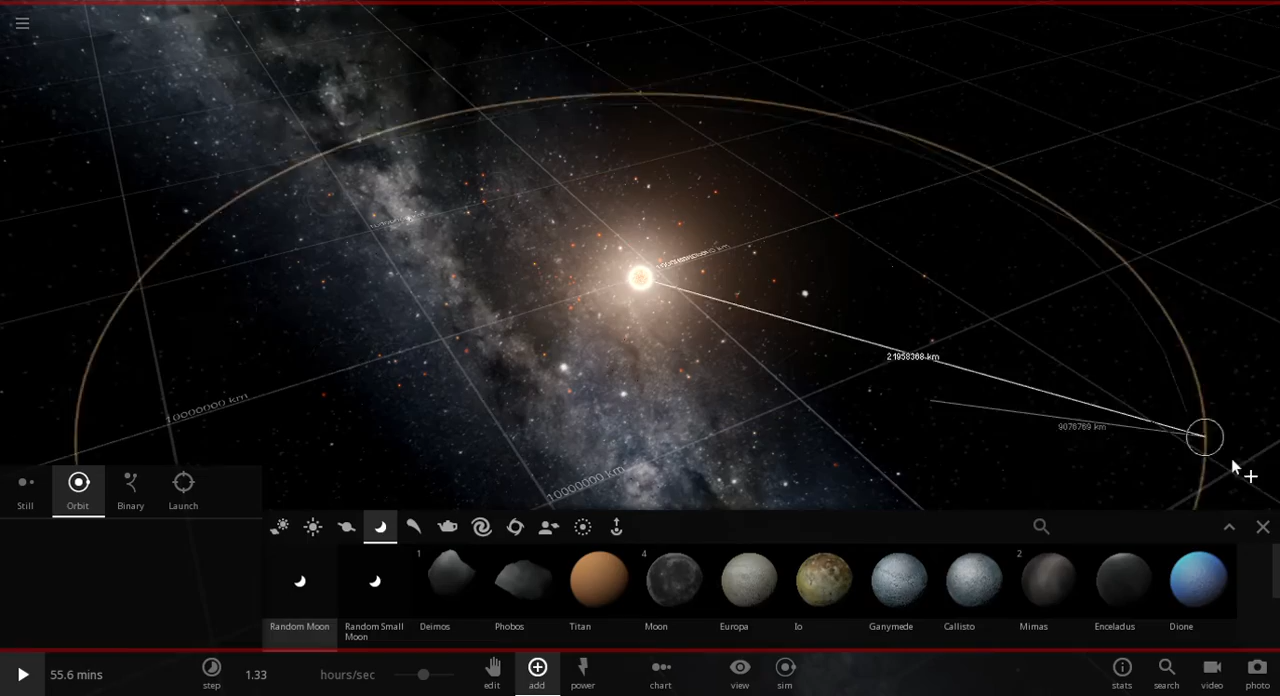 21958368 km
10000000 km
9076769 km
10000000 km
Still
Orbit
Binary
Launch
1
4
2
Random Moon
Random Small Moon
Deimos
Phobos
Titan
Moon
Europa
Io
Ganymede
Callisto
Mimas
Enceladus
Dione
55.6 mins
step
1.33
hours/sec
edit
add
power
chart
view
sim
stats
search
video
photo